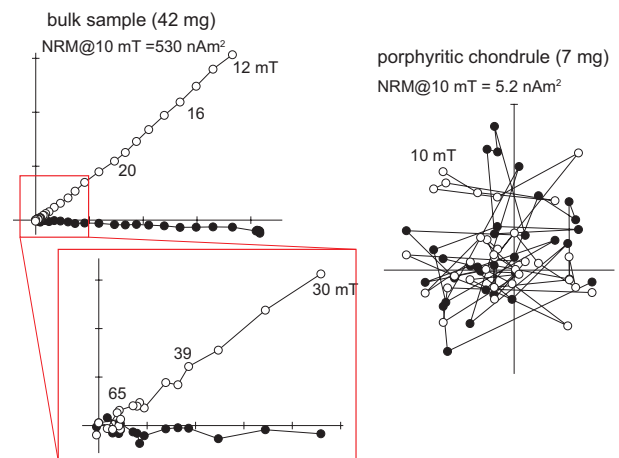 bulk sample (42 mg)
NRM@10 mT =530 nAm²
12 mT
16
20
30 mT
39
65
porphyritic chondrule (7 mg)
NRM@10 mT = 5.2 nAm²
10 mT